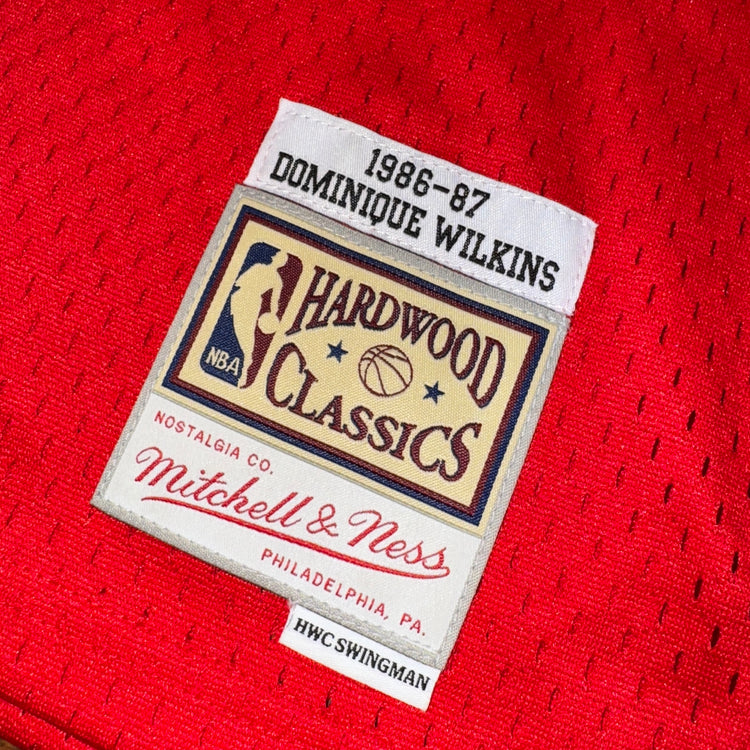 1986-87
DOMINIQUE WILKINS
HARDWOOD
CLASSICS
NBA
NOSTALGIA CO.
Mitchell & Ness
PHILADELPHIA, PA.
HWC SWINGMAN